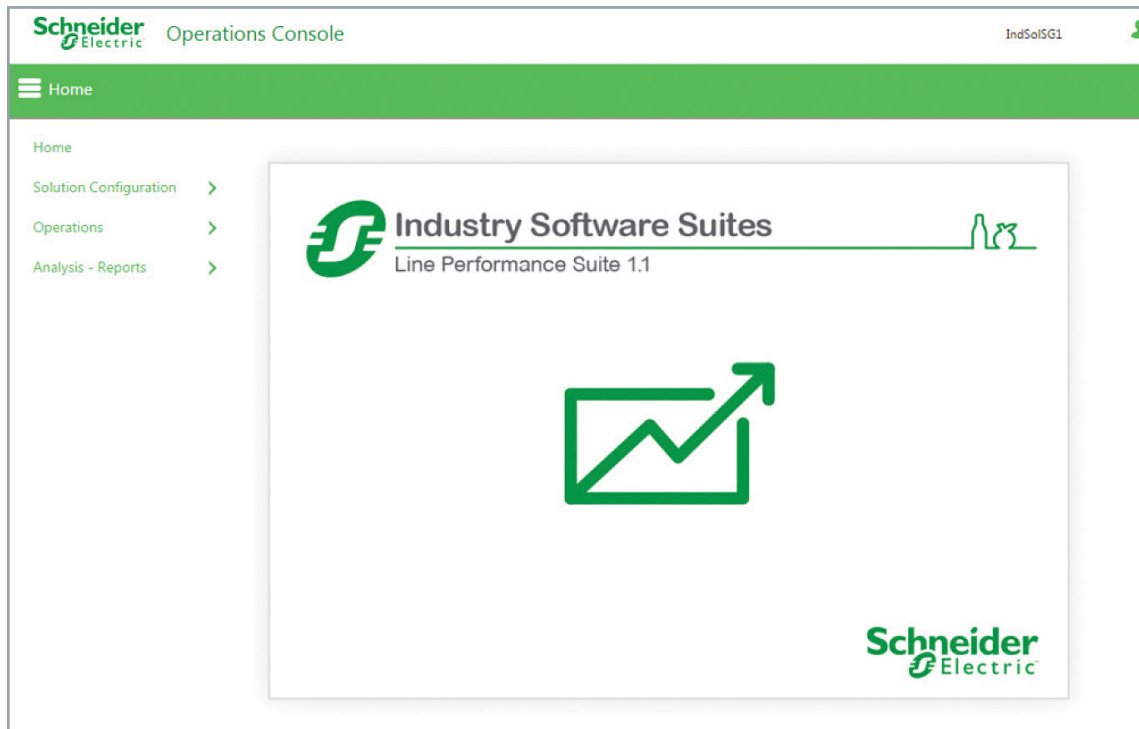 Schneider
Electric
Operations Console
IndSolSG1
Home
Home
Solution Configuration
Operations
Analysis - Reports
Industry Software Suites
Line Performance Suite 1.1
Schneider
Electric